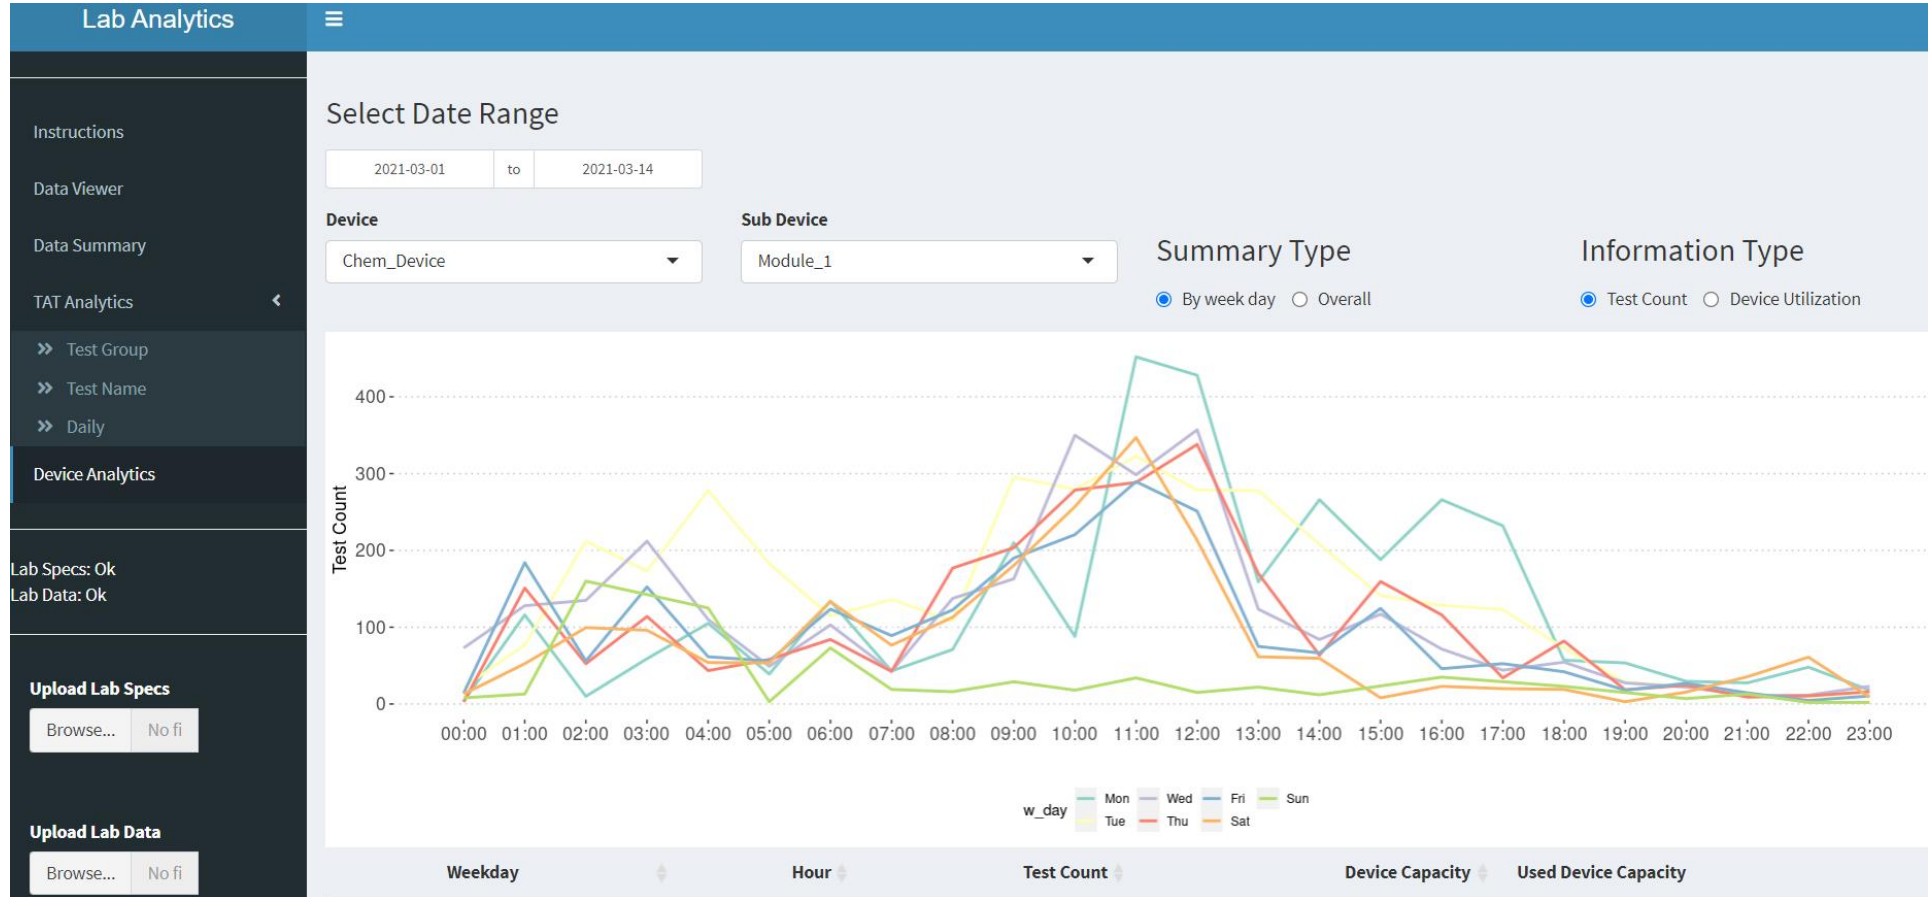 Lab Analytics
Instructions
Data Viewer
Data Summary
TAT Analytics
Test Group
Test Name
Daily
Device Analytics
Lab Specs: Ok
Lab Data: Ok
Upload Lab Specs
Browse... No fi
Upload Lab Data
Browse... No fi
Select Date Range
2021-03-01 to 2021-03-14
Device
Chem_Device
Sub Device
Module_1
Summary Type
By week day Overall
Information Type
Test Count Device Utilization
Test Count
400
300
200
100
0
00:00 01:00 02:00 03:00 04:00 05:00 06:00 07:00 08:00 09:00 10:00 11:00 12:00 13:00 14:00 15:00 16:00 17:00 18:00 19:00 20:00 21:00 22:00 23:00
w_day
Mon Wed Fri Sun
Tue Thu Sat
Weekday Hour Test Count Device Capacity Used Device Capacity